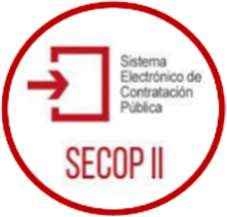 Sistema
Electrónico de
Contratación
Pública
SECOP II